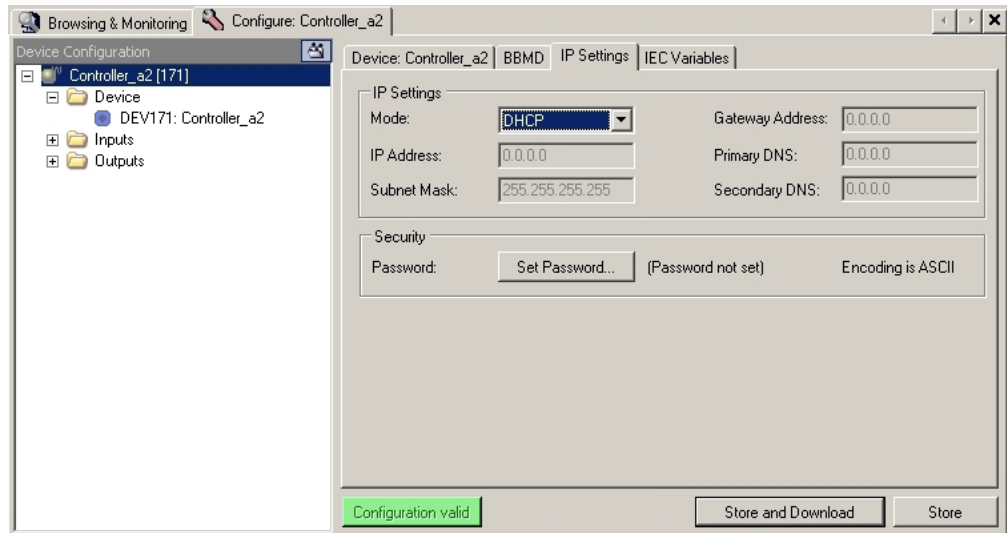 Browsing & Monitoring Configure: Controller_a2
Device Configuration
Controller_a2 [171]
Device
DEV171: Controller_a2
Inputs
Outputs
Device: Controller_a2 BBMD IP Settings IEC Variables
IP Settings
Mode: DHCP Gateway Address: 0.0.0.0
IP Address: 0.0.0.0 Primary DNS: 0.0.0.0
Subnet Mask: 255.255.255.255 Secondary DNS: 0.0.0.0
Security
Password: Set Password... (Password not set) Encoding is ASCII
Configuration valid Store and Download Store